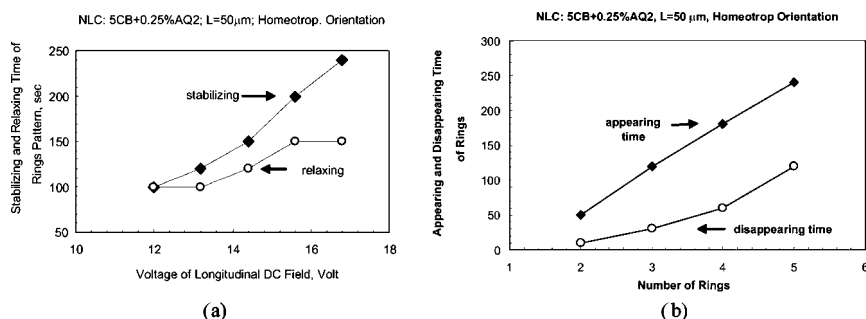 NLC: 5CB+0.25%AQ2; L=50μm; Homeotrop. Orientation
Stabilizing and Relaxing Time of
Rings Pattern, sec
250
200
150
100
50
stabilizing
relaxing
10
12
14
16
18
Voltage of Longitudinal DC Field, Volt
(a)
NLC: 5CB+0.25%AQ2, L=50 μm, Homeotrop Orientation
Appearing and Disappearing Time
of Rings
300
250
200
150
100
50
0
appearing
time
disappearing time
1
2
3
4
5
6
Number of Rings
(b)